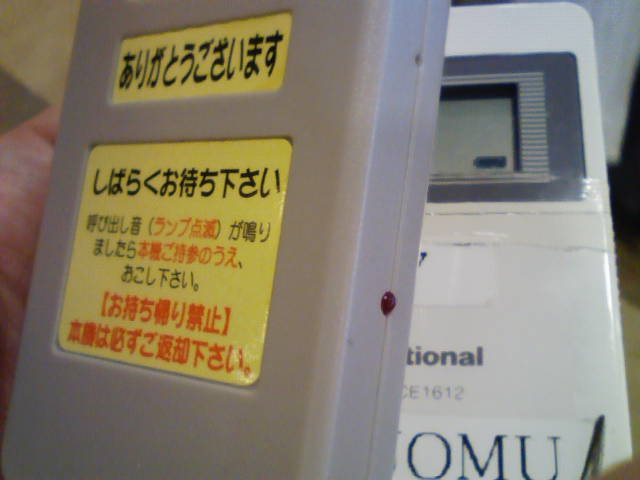 ありがとうございます
しばらくお待ち下さい
呼び出し音（ランプ点滅）が鳴り
ましたら本機ご持参のうえ、
おこし下さい。
【お持ち帰り禁止】
本機は必ずご返却下さい。
tional
CE1612
OMU